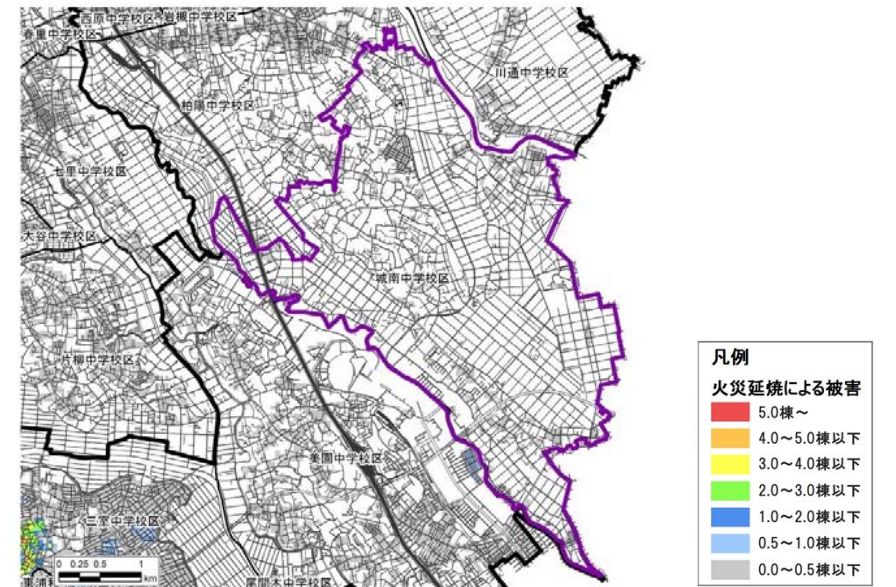 西原中学校区
岩槻中学校区
春里中学校区
川通中学校区
柏陽中学校区
七里中学校区
大谷中学校区
城南中学校区
片柳中学校区
美園中学校区
三室中学校区
尾間木中学校区
0 0.25 0.5 1
km
凡例
火災延焼による被害
5.0棟~
4.0~5.0棟以下
3.0~4.0棟以下
2.0~3.0棟以下
1.0~2.0棟以下
0.5~1.0棟以下
0.0~0.5棟以下